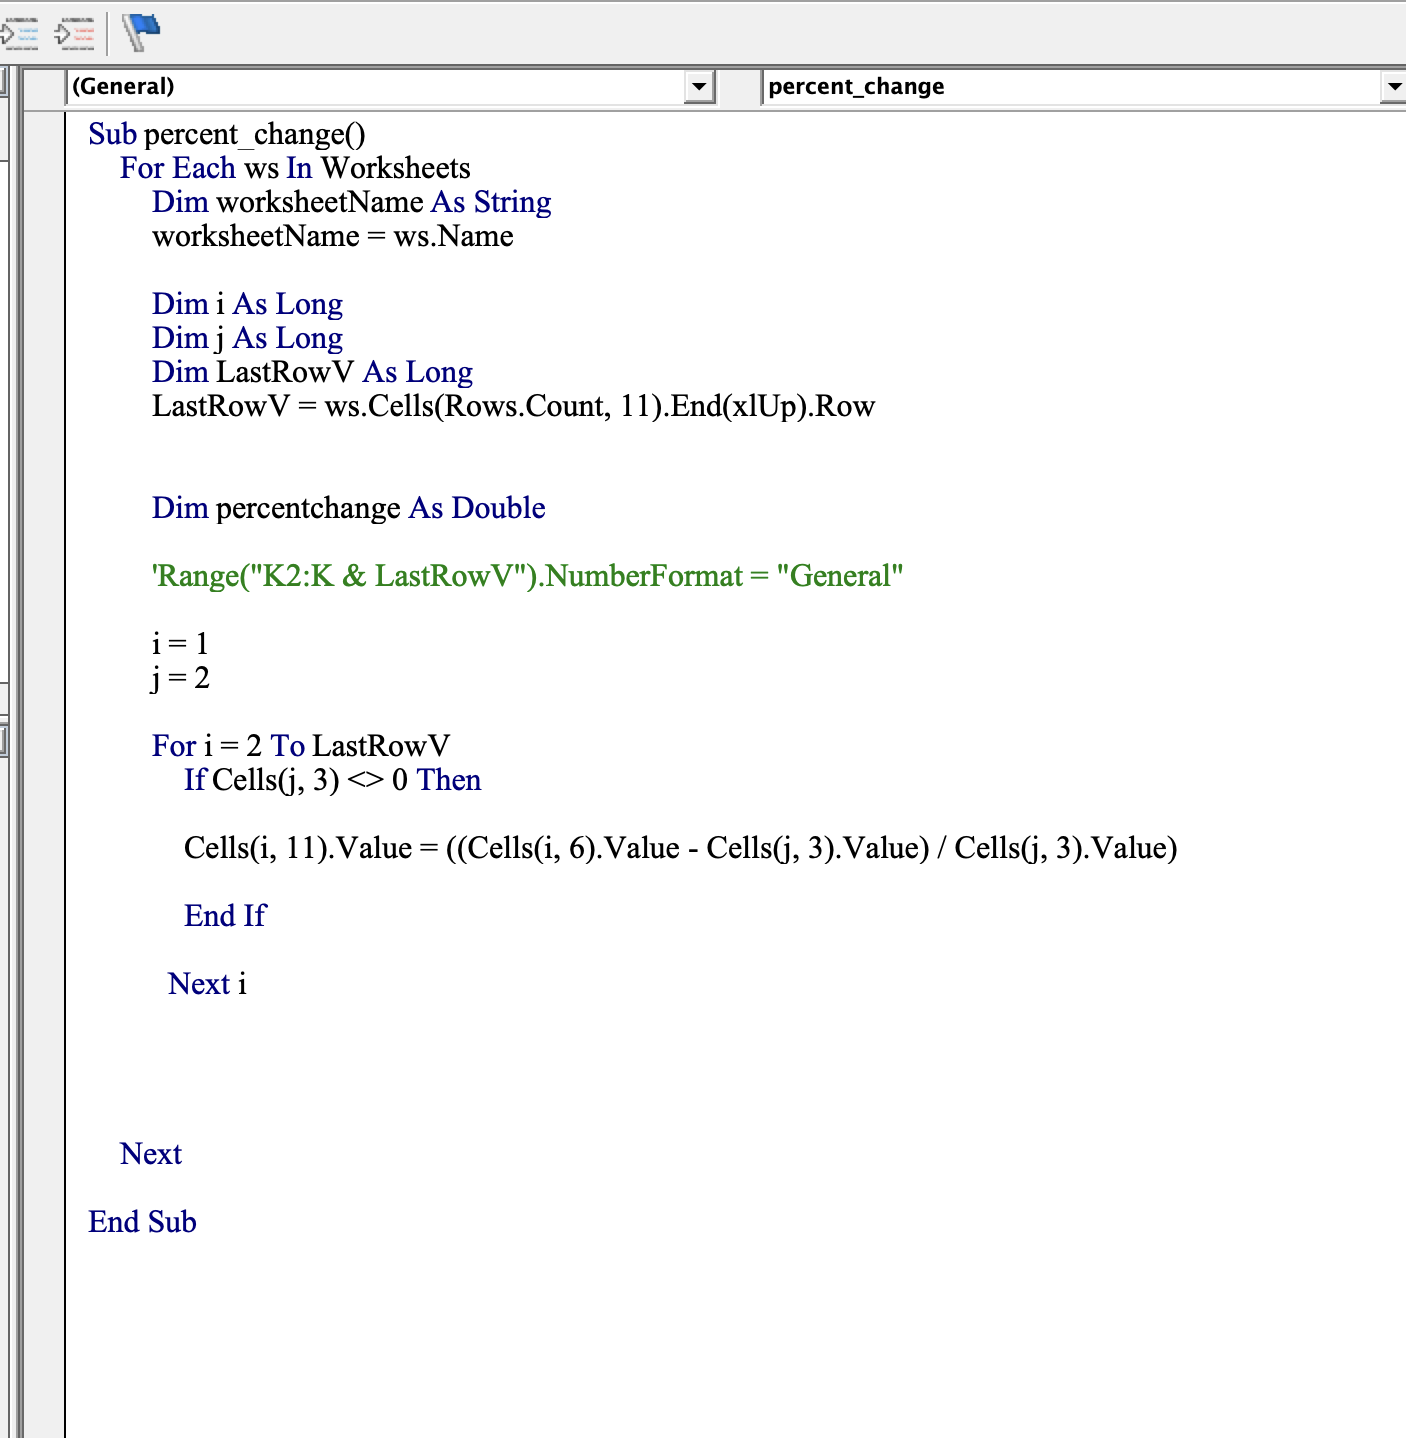 (General) percent_change
Sub percent_change()
For Each ws In Worksheets
Dim worksheetName As String
worksheetName = ws.Name
Dim i As Long
Dim j As Long
Dim LastRowV As Long
LastRowV = ws.Cells(Rows.Count, 11).End(xlUp).Row
Dim percentchange As Double
'Range("K2:K & LastRowV").NumberFormat = "General"
i = 1
j = 2
For i = 2 To LastRowV
If Cells(j, 3) <> 0 Then
Cells(i, 11).Value = ((Cells(i, 6).Value - Cells(j, 3).Value) / Cells(j, 3).Value)
End If
Next i
Next
End Sub